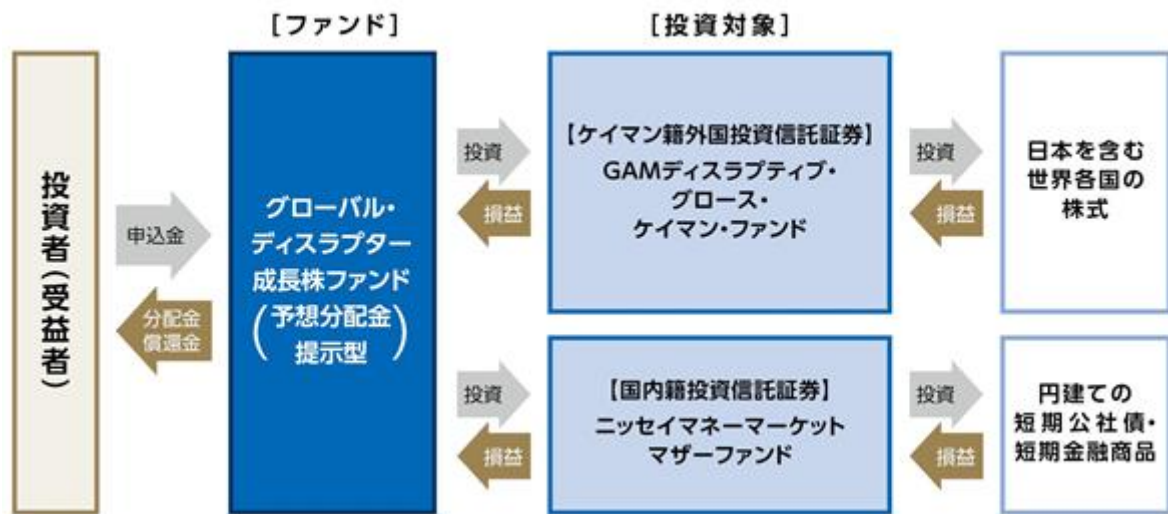 [ファンド]
[投資対象]
投資者(受益者)
申込金
分配金
償還金
グローバル・
ディスラプター
成長株ファンド
(予想分配金
提示型)
投資
損益
【ケイマン籍外国投資信託証券】
GAMディスラプティブ・
グロース・
ケイマン・ファンド
投資
損益
日本を含む
世界各国の
株式
投資
損益
【国内籍投資信託証券】
ニッセイマネーマーケット
マザーファンド
投資
損益
円建ての
短期公社債・
短期金融商品